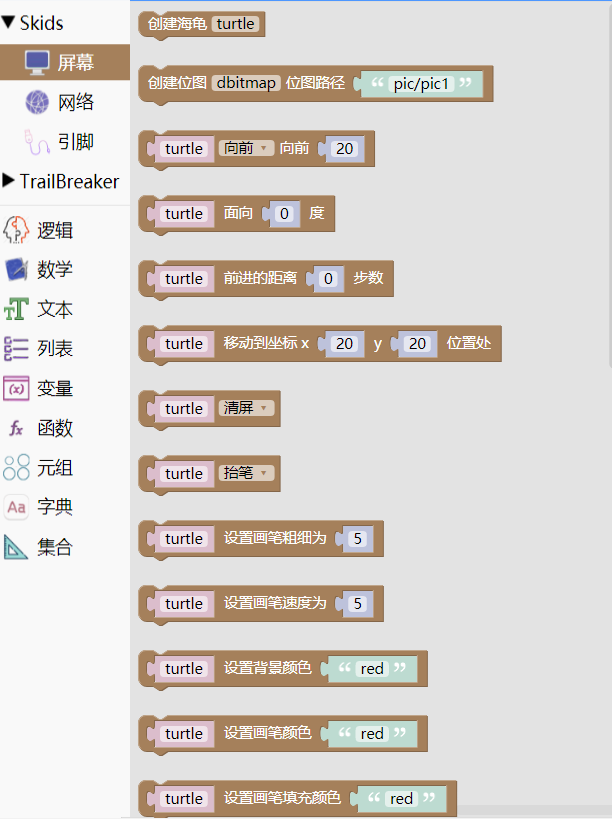 Skids
屏幕
网络
引脚
TrailBreaker
逻辑
数学
文本
列表
变量
函数
元组
字典
集合
创建海龟 turtle
创建位图 dbitmap 位图路径 “ pic/pic1 ”
turtle 向前 向前 20
turtle 面向 0 度
turtle 前进的距离 0 步数
turtle 移动到坐标 x 20 y 20 位置处
turtle 清屏
turtle 抬笔
turtle 设置画笔粗细为 5
turtle 设置画笔速度为 5
turtle 设置背景颜色 “ red ”
turtle 设置画笔颜色 “ red ”
turtle 设置画笔填充颜色 “ red ”